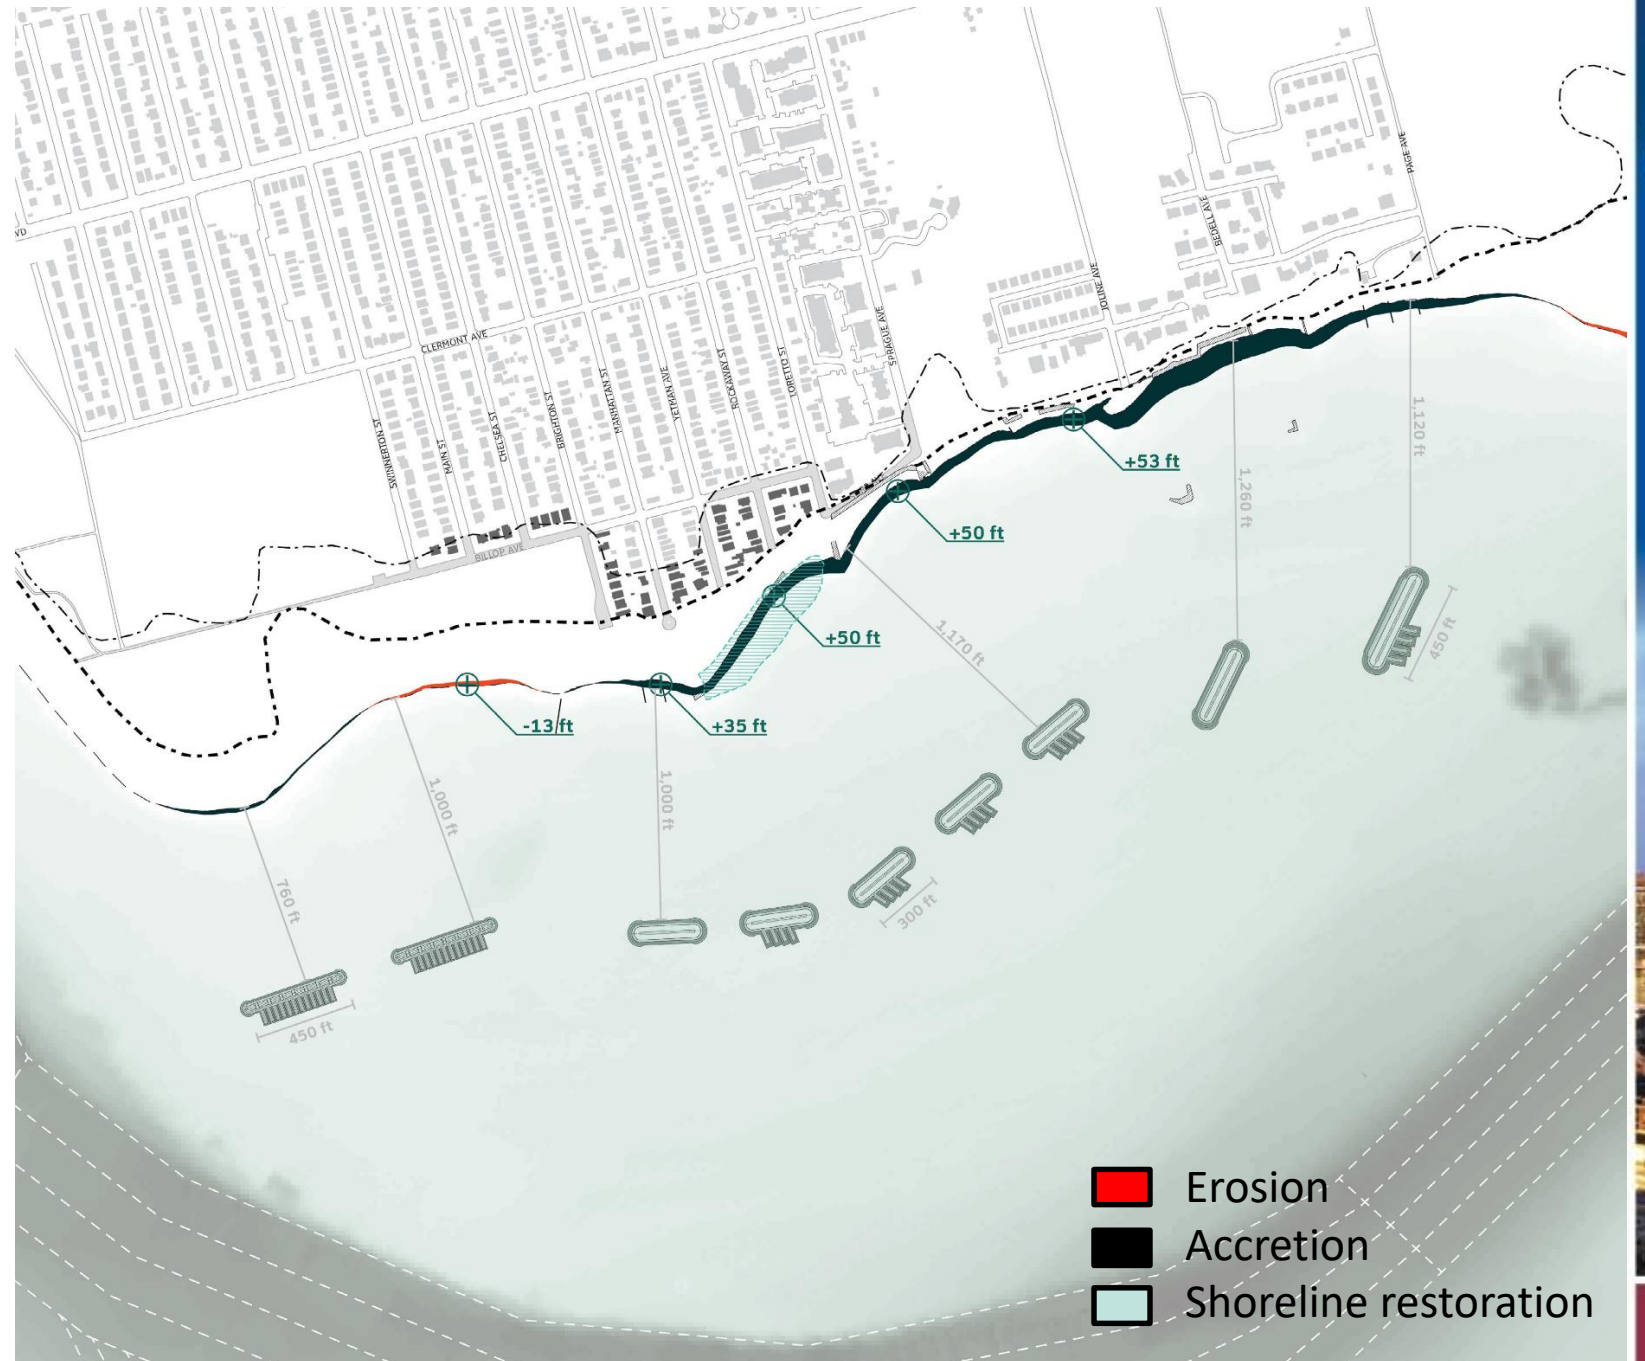 VD
PAGE AVE
BEDELL AVE
JOLINE AVE
SPRAGUE AVE
LORETTO ST
ROCKAWAY ST
YETMAN AVE
MANHATTAN ST
BRIGHTON ST
CHELSEA ST
MAIN ST
SWINNERTON ST
CLERMONT AVE
BILLOP AVE
+53 ft
+50 ft
+50 ft
+35 ft
-13 ft
1,120 ft
1,260 ft
1,170 ft
1,000 ft
1,000 ft
760 ft
450 ft
300 ft
450 ft
Erosion
Accretion
Shoreline restoration